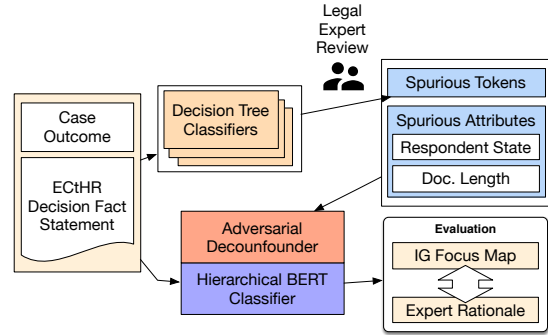 Legal
Expert
Review
Case
Outcome
ECtHR
Decision Fact
Statement
Decision Tree
Classifiers
Spurious Tokens
Spurious Attributes
Respondent State
Doc. Length
Adversarial
Decounfounder
Hierarchical BERT
Classifier
Evaluation
IG Focus Map
Expert Rationale